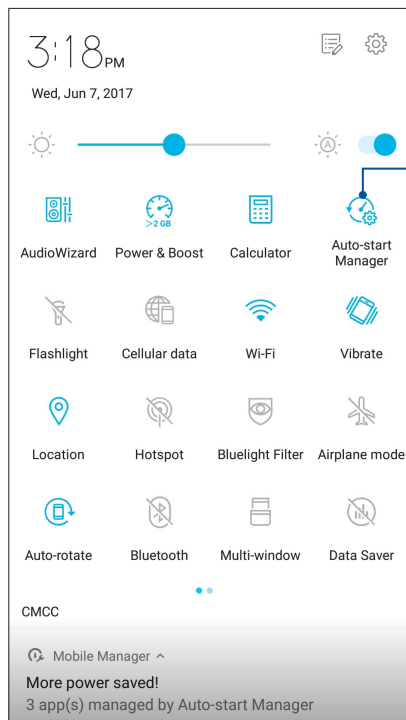 3:18 PM
Wed, Jun 7, 2017
A
>2 GB
AudioWizard Power & Boost Calculator Auto-start Manager
Flashlight Cellular data Wi-Fi Vibrate
Location Hotspot Bluelight Filter Airplane mode
Auto-rotate Bluetooth Multi-window Data Saver
CMCC
Mobile Manager
More power saved!
3 app(s) managed by Auto-start Manager